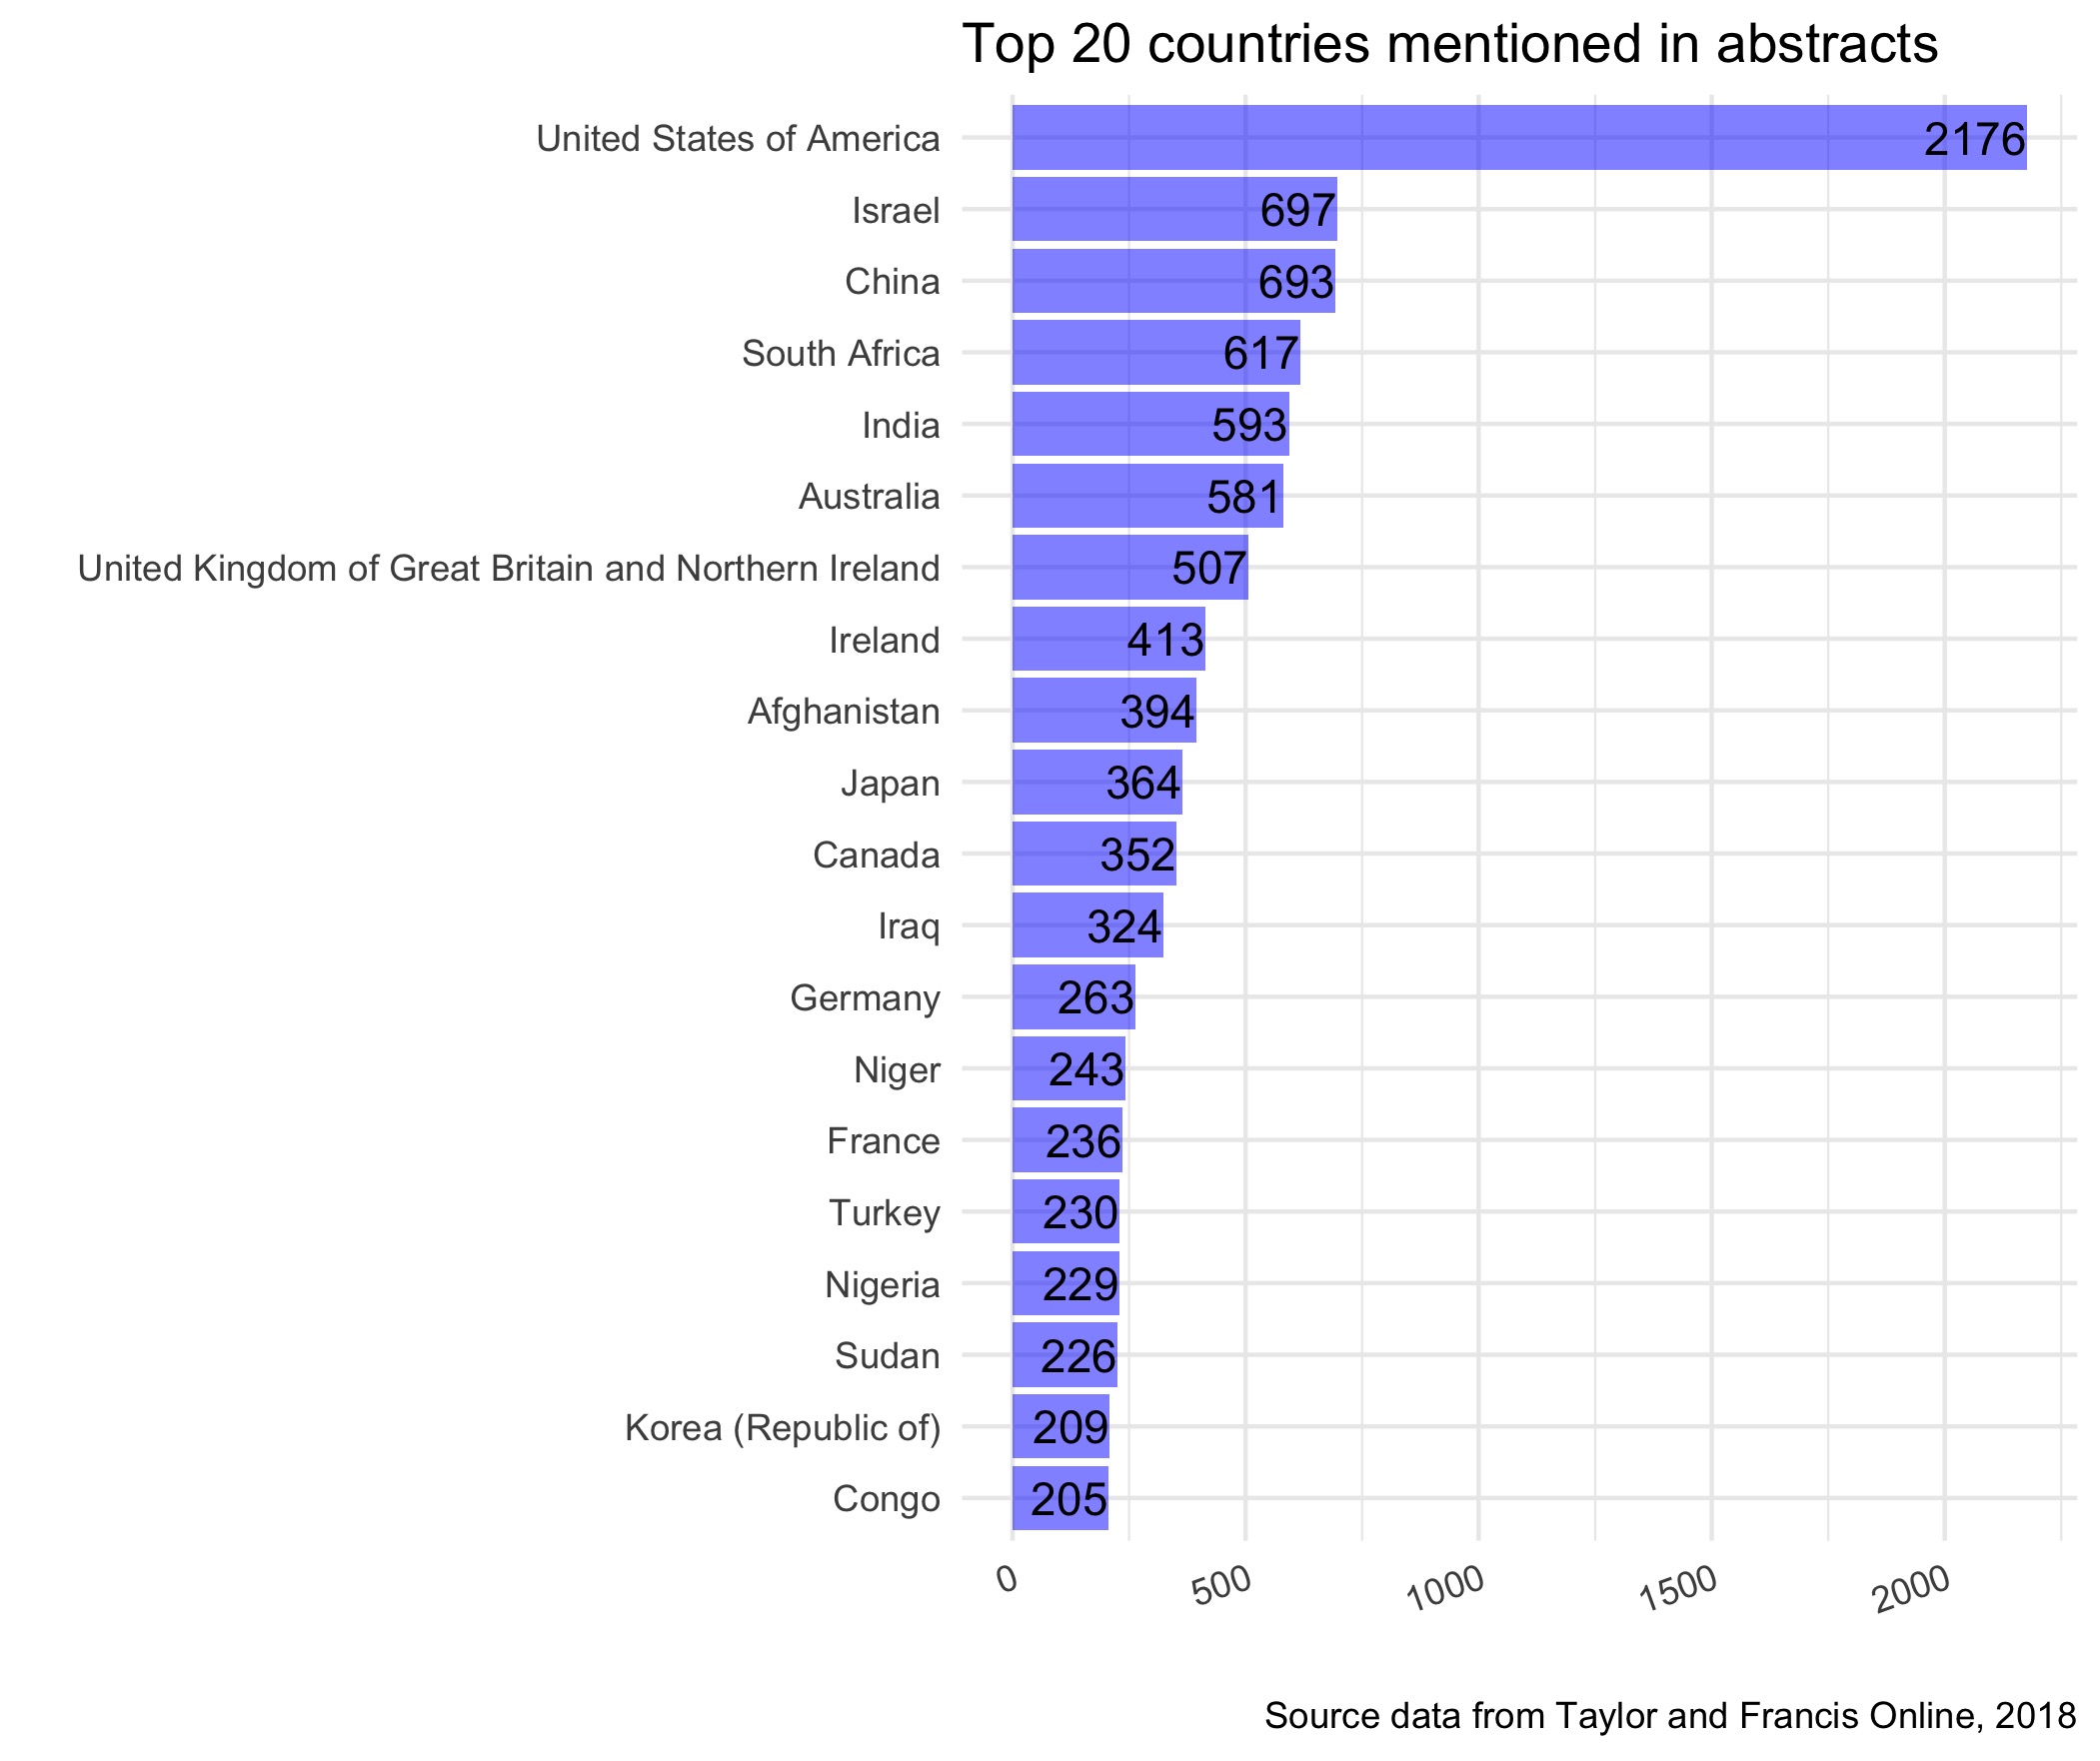 Top 20 countries mentioned in abstracts
United States of America 2176
Israel 697
China 693
South Africa 617
India 593
Australia 581
United Kingdom of Great Britain and Northern Ireland 507
Ireland 413
Afghanistan 394
Japan 364
Canada 352
Iraq 324
Germany 263
Niger 243
France 236
Turkey 230
Nigeria 229
Sudan 226
Korea (Republic of) 209
Congo 205
0 500 1000 1500 2000
Source data from Taylor and Francis Online, 2018